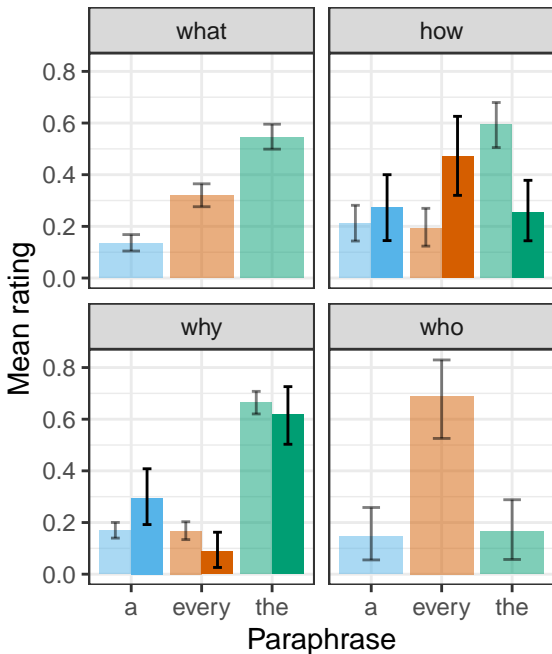 what
how
0.8
0.6
0.4
0.2
0.0
Mean rating
why
who
0.8
0.6
0.4
0.2
0.0
a every the
a every the
Paraphrase